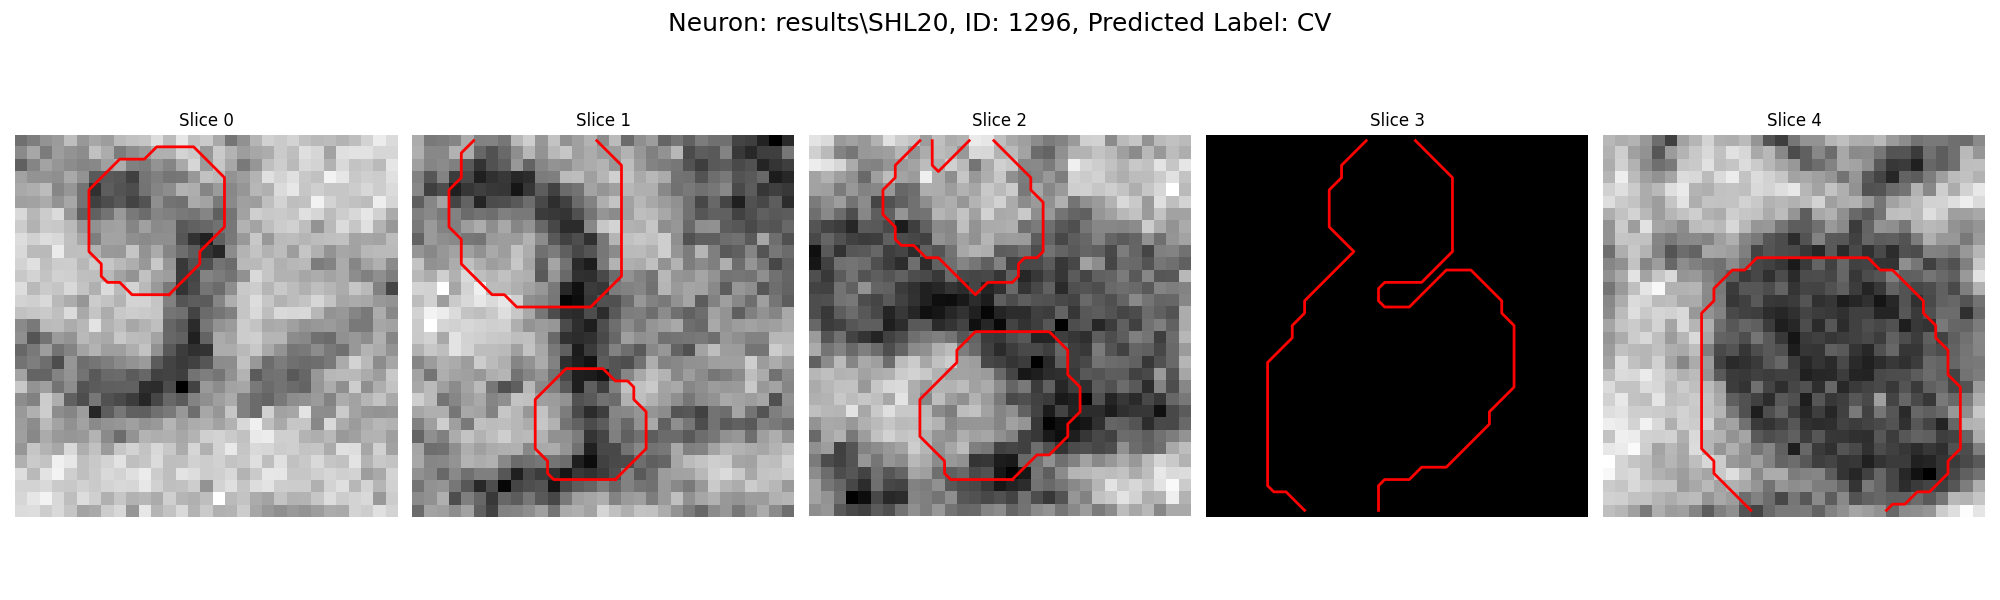 Neuron: results\SHL20, ID: 1296, Predicted Label: CV
Slice 0
Slice 1
Slice 2
Slice 3
Slice 4